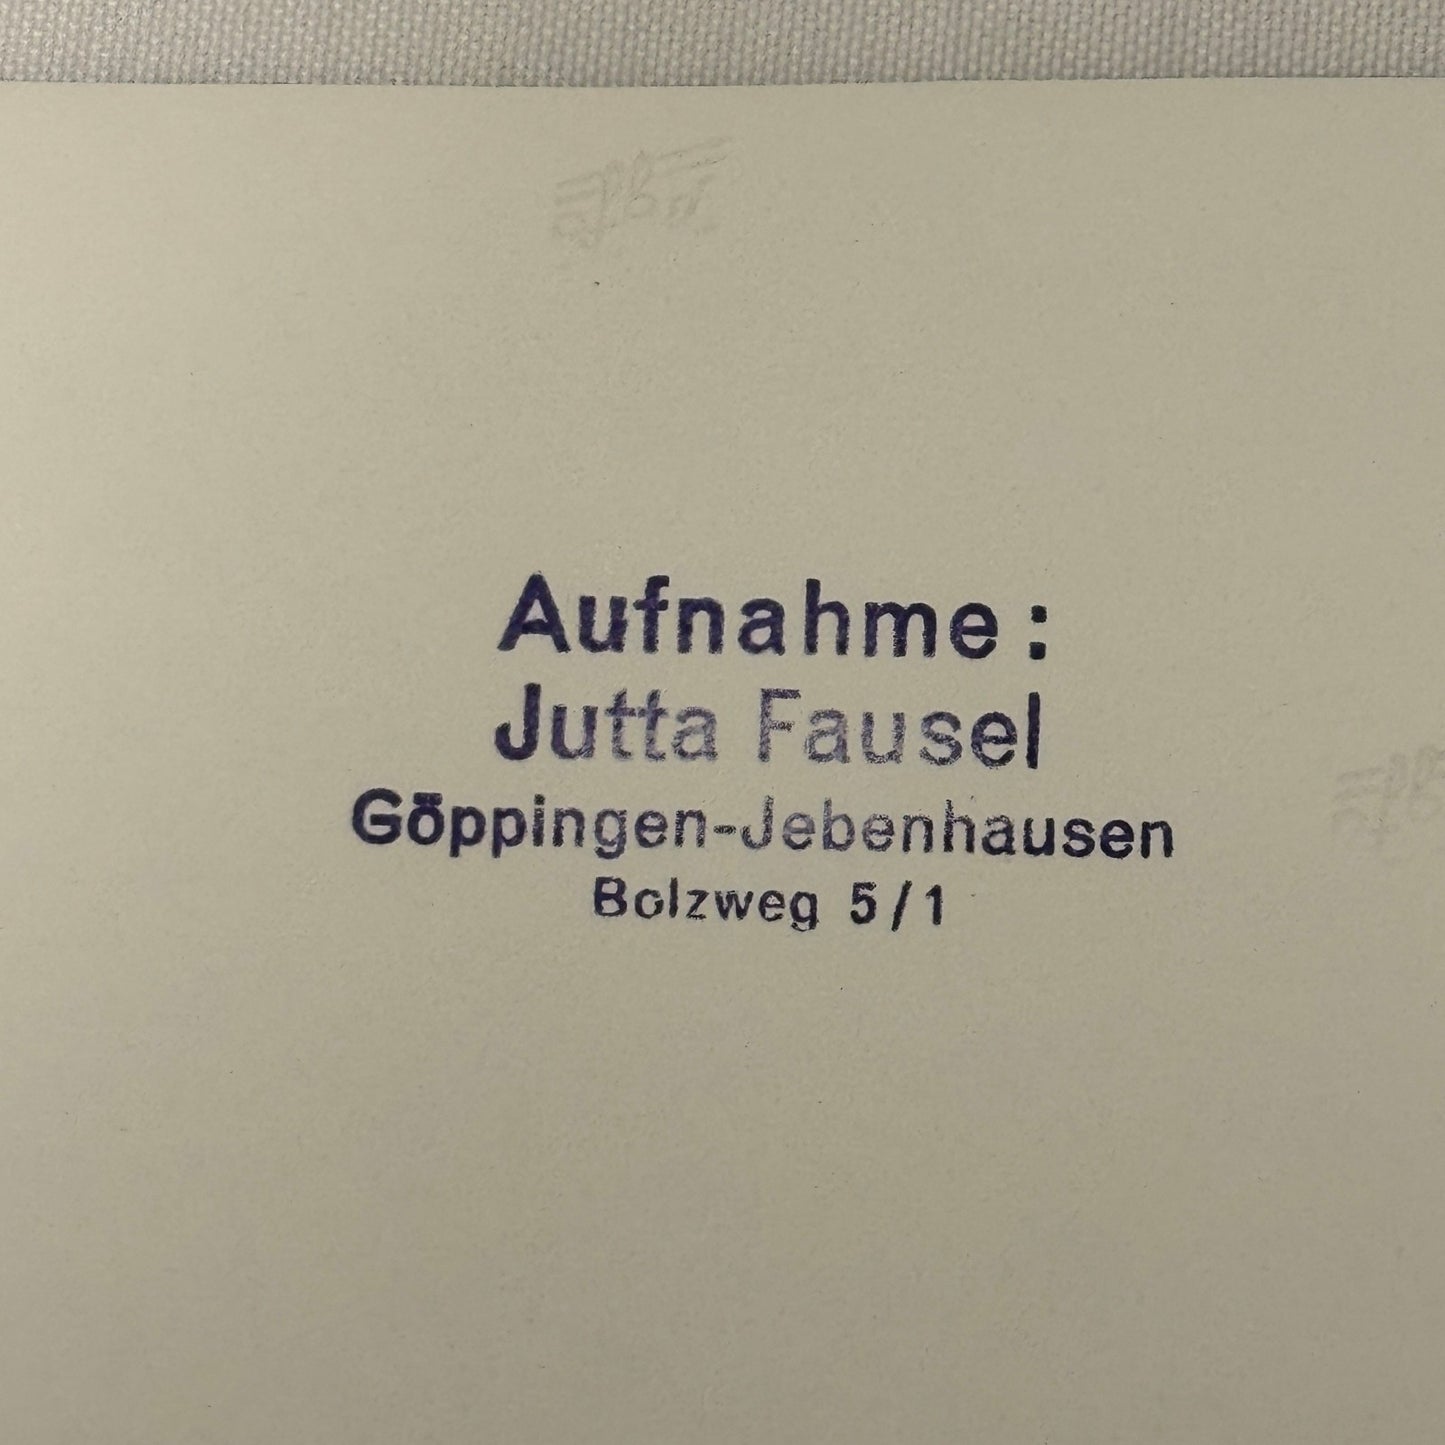 Aufnahme:
Jutta Fausel
Göppingen-Jebenhausen
Bolzweg 5/1